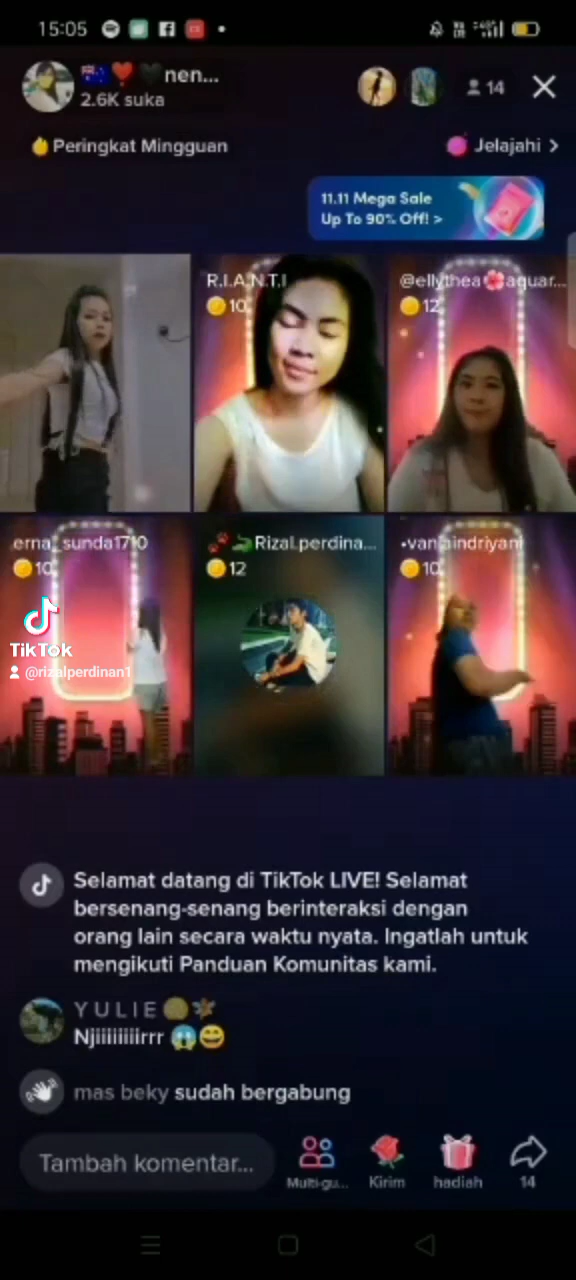 15:05
nen...
2.6K suka
14
Peringkat Mingguan
Jelajahi >
11.11 Mega Sale
Up To 90% Off! >
R.I.A.N.T.I
10
@ellythea🌸aquar...
12
erna_sunda1710
10
Rizal.perdina...
12
•vaniaindriyani
10
TikTok
@rizalperdinan1
Selamat datang di TikTok LIVE! Selamat
bersenang-senang berinteraksi dengan
orang lain secara waktu nyata. Ingatlah untuk
mengikuti Panduan Komunitas kami.
Y U L I E
Njiiiiiiiirrr 😱😄
mas beky sudah bergabung
Tambah komentar...
Multi-gu...
Kirim
hadiah
14